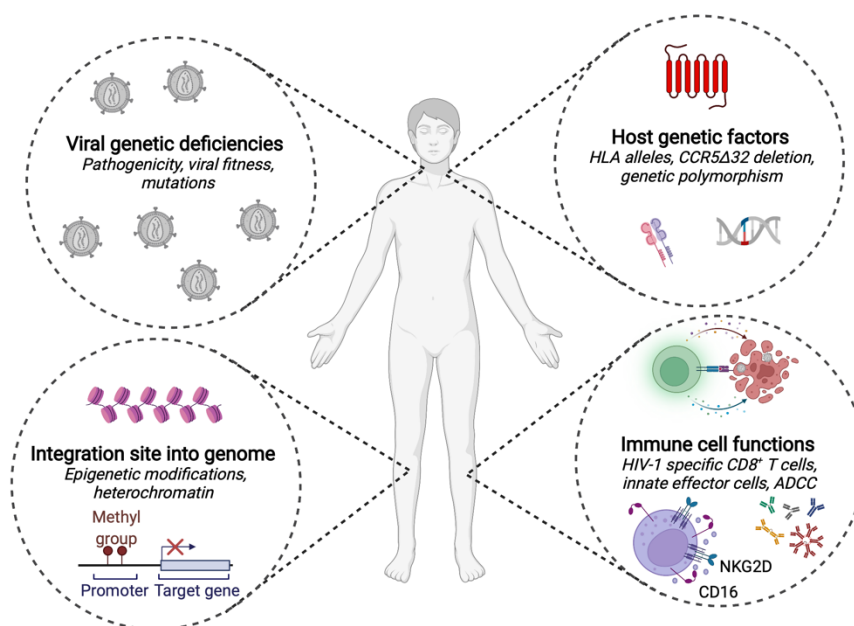 Viral genetic deficiencies
Pathogenicity, viral fitness,
mutations
Host genetic factors
HLA alleles, CCR5Δ32 deletion,
genetic polymorphism
Integration site into genome
Epigenetic modifications,
heterochromatin
Methyl
group
Promoter
Target gene
Immune cell functions
HIV-1 specific CD8⁺ T cells,
innate effector cells, ADCC
NKG2D
CD16